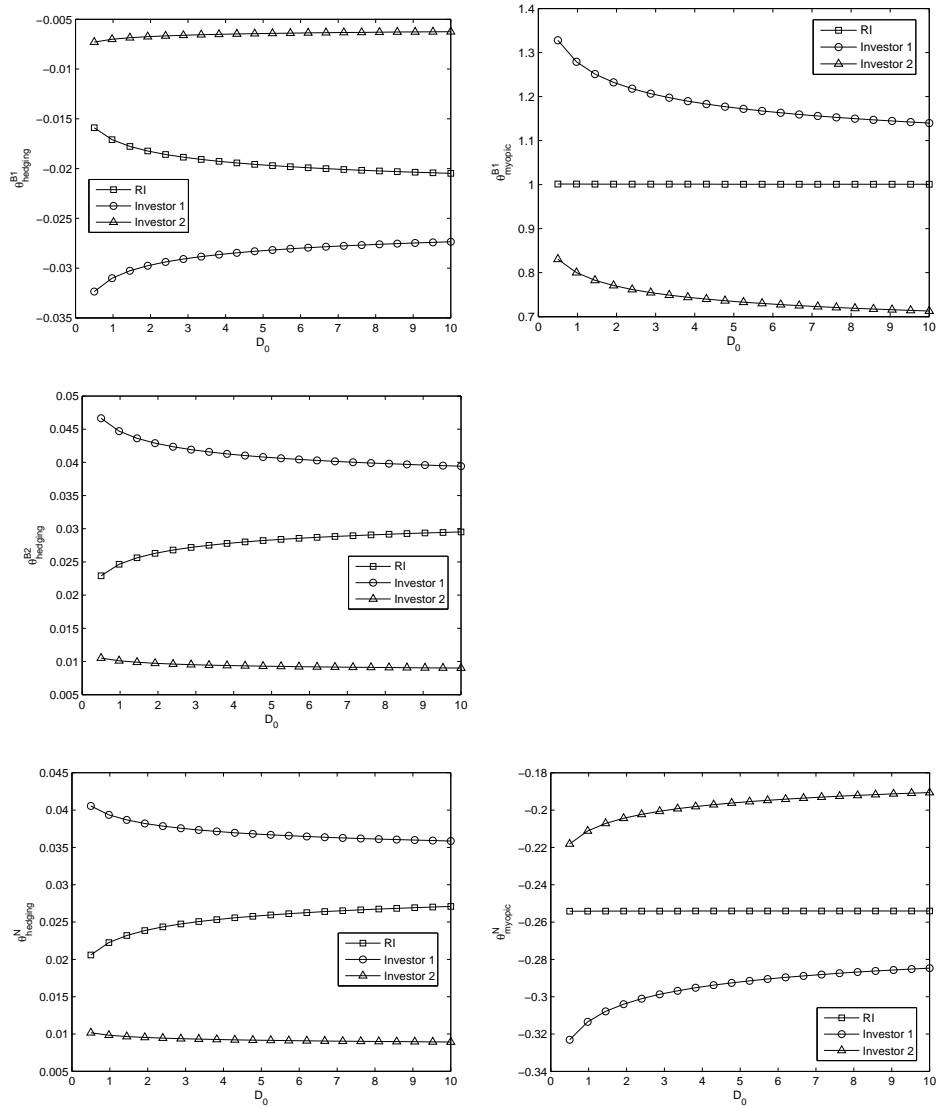 −0.005
−0.01
−0.015
−0.02
−0.025
−0.03
−0.035
θ^B1_hedging
0 1 2 3 4 5 6 7 8 9 10
D_0
RI
Investor 1
Investor 2
1.4
1.3
1.2
1.1
1
0.9
0.8
0.7
θ^B1_myopic
0 1 2 3 4 5 6 7 8 9 10
D_0
RI
Investor 1
Investor 2
0.05
0.045
0.04
0.035
0.03
0.025
0.02
0.015
0.01
0.005
θ^B2_hedging
0 1 2 3 4 5 6 7 8 9 10
D_0
RI
Investor 1
Investor 2
0.045
0.04
0.035
0.03
0.025
0.02
0.015
0.01
0.005
θ^N_hedging
0 1 2 3 4 5 6 7 8 9 10
D_0
RI
Investor 1
Investor 2
−0.18
−0.2
−0.22
−0.24
−0.26
−0.28
−0.3
−0.32
−0.34
θ^N_myopic
0 1 2 3 4 5 6 7 8 9 10
D_0
RI
Investor 1
Investor 2